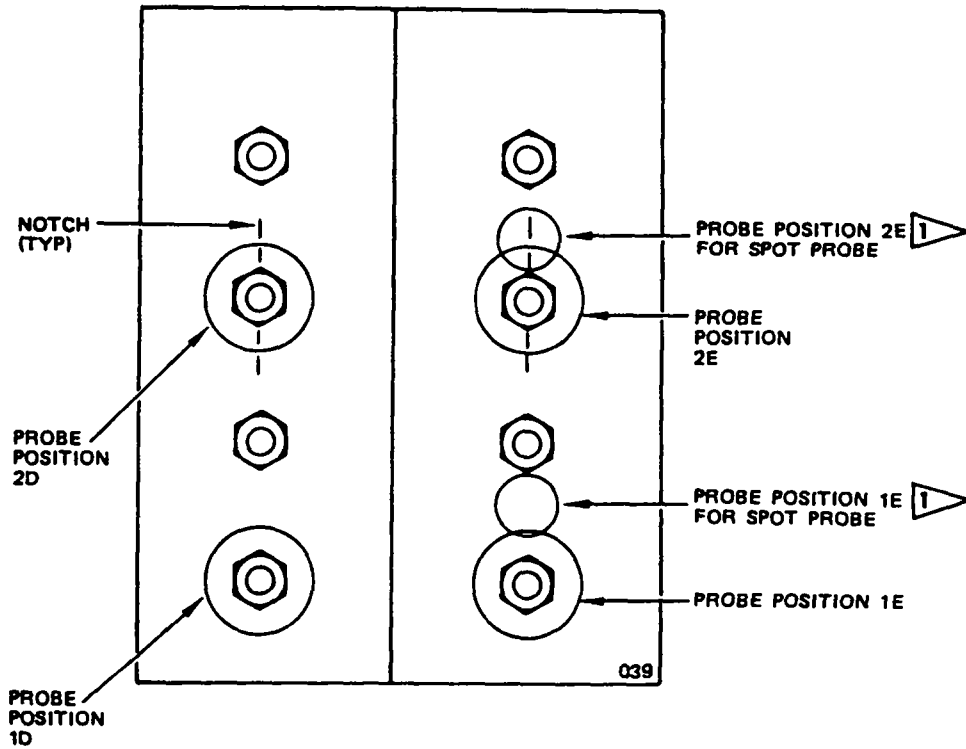 NOTCH
(TYP)
PROBE POSITION 2E 1
FOR SPOT PROBE
PROBE
POSITION
2E
PROBE
POSITION
2D
PROBE POSITION 1E 1
FOR SPOT PROBE
PROBE POSITION 1E
039
PROBE
POSITION
1D